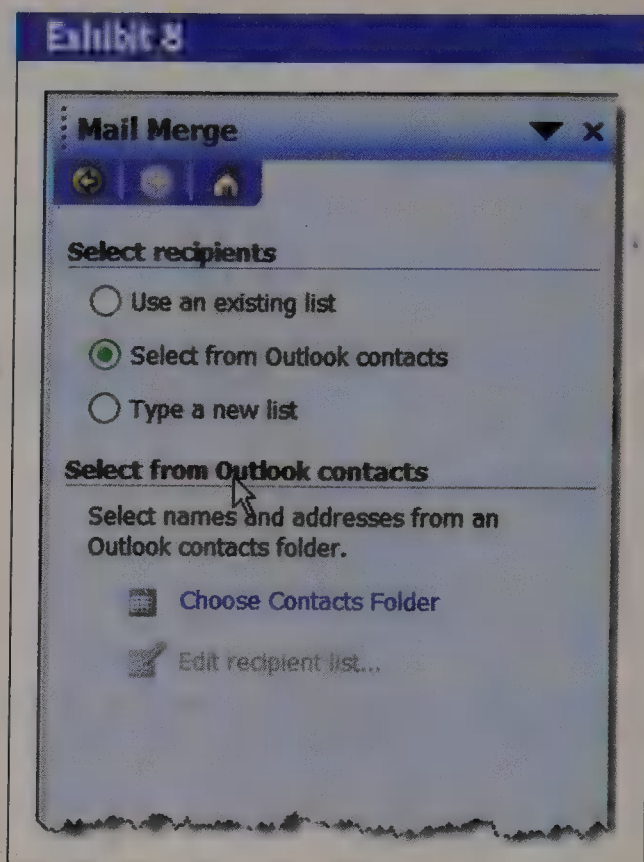 Exhibit 8
Mail Merge
Select recipients
Use an existing list
Select from Outlook contacts
Type a new list
Select from Outlook contacts
Select names and addresses from an
Outlook contacts folder.
Choose Contacts Folder
Edit recipient list...